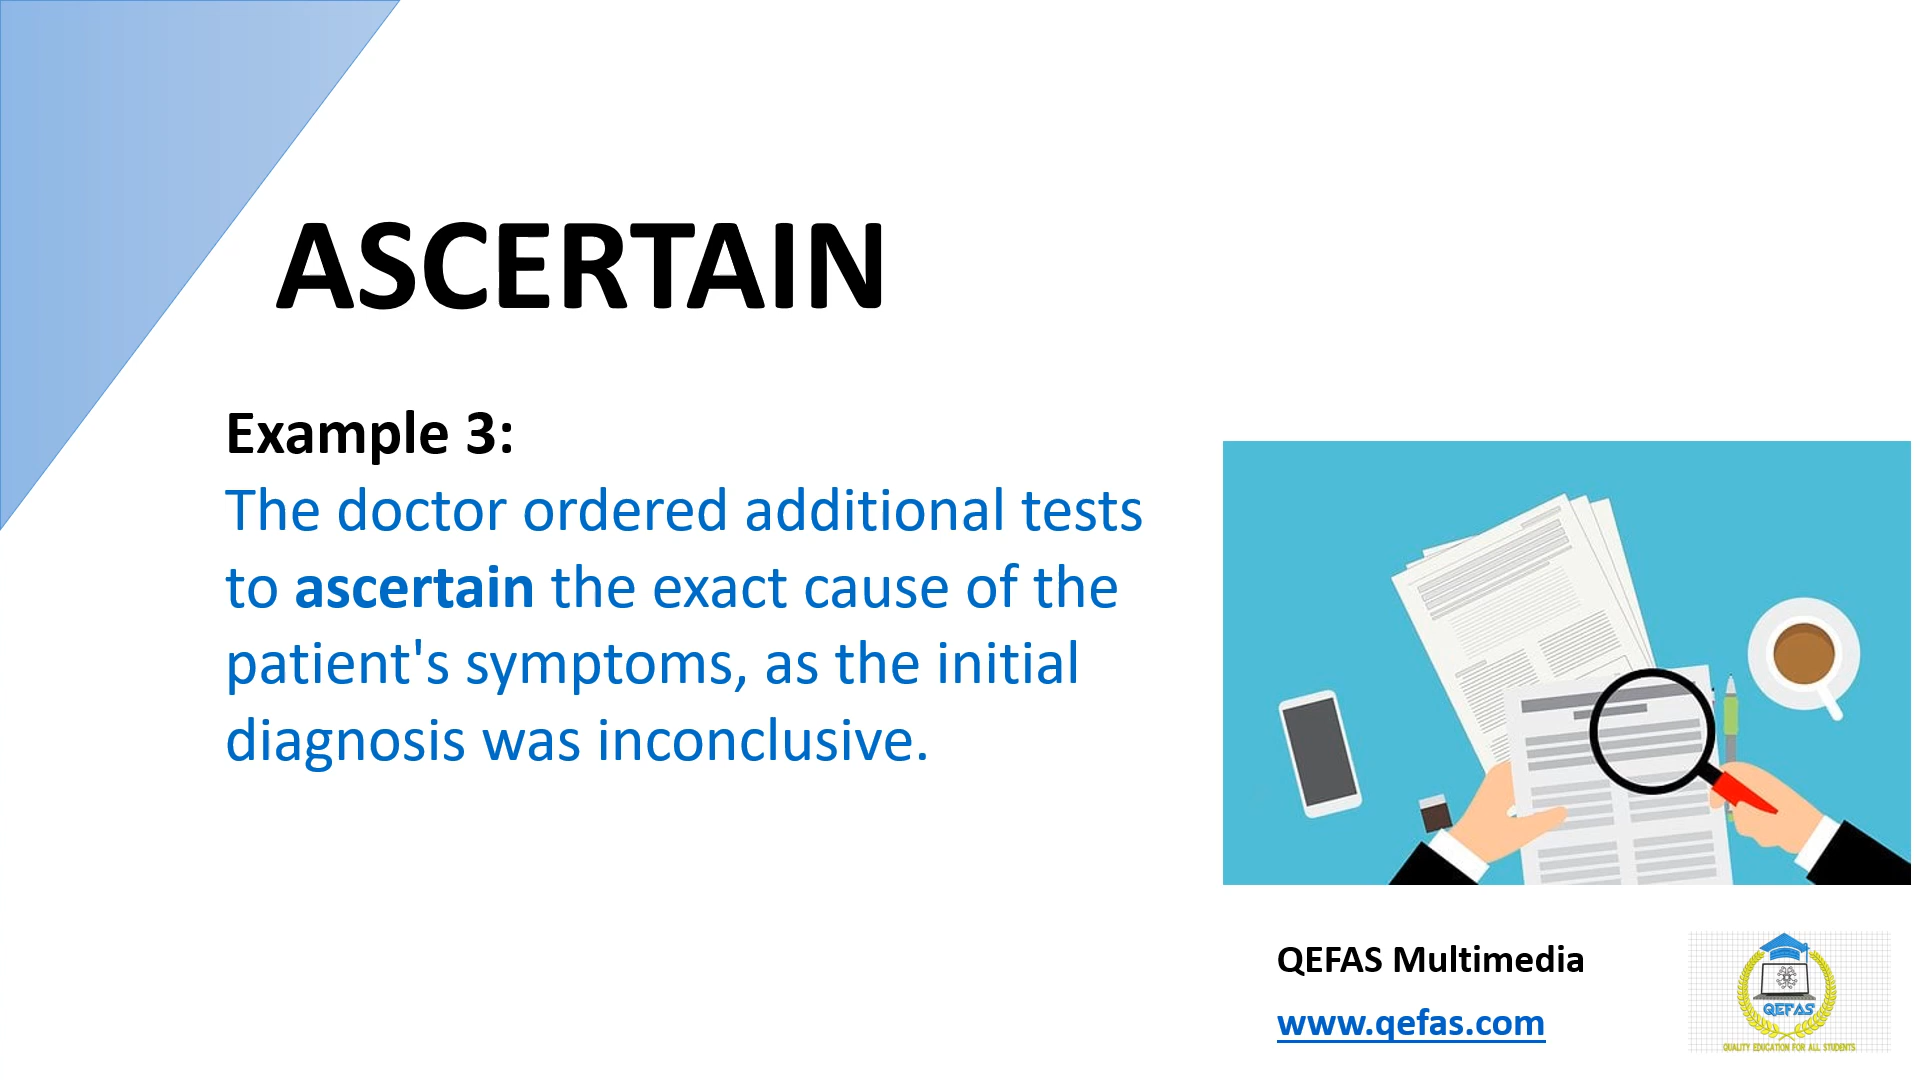 ASCERTAIN
Example 3:
The doctor ordered additional tests
to ascertain the exact cause of the
patient's symptoms, as the initial
diagnosis was inconclusive.
QEFAS Multimedia
www.qefas.com
QEFAS
QUALITY EDUCATION FOR ALL STUDENTS